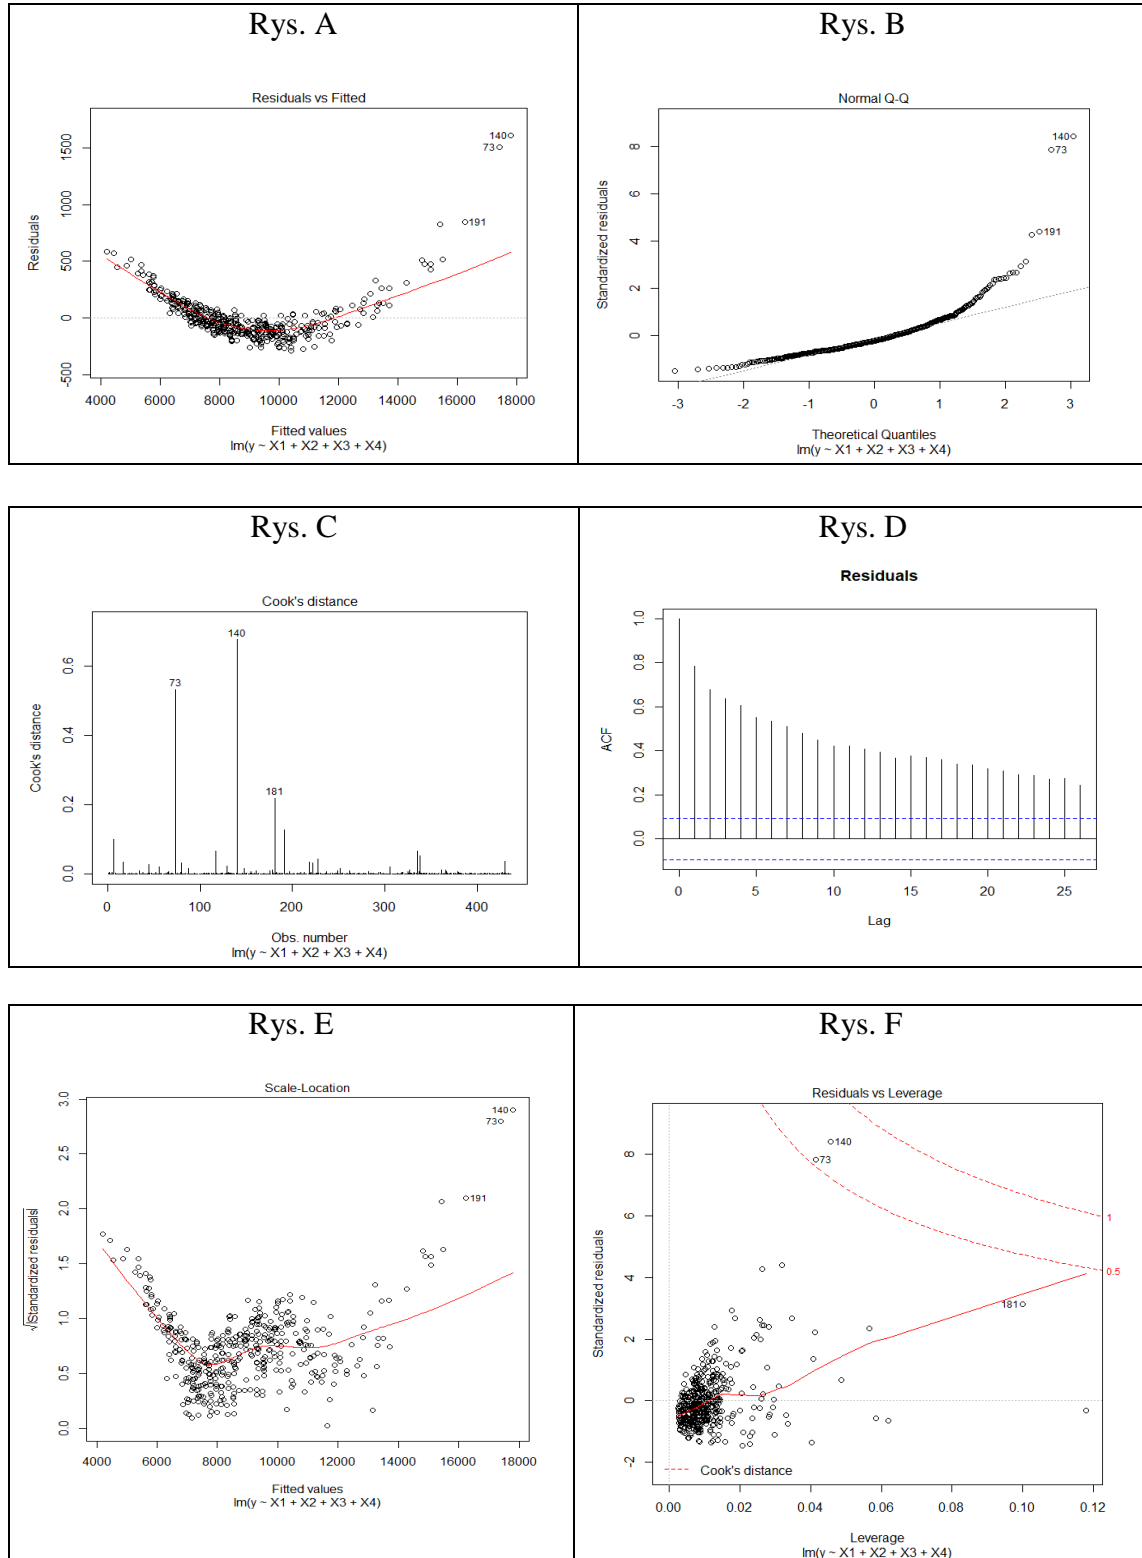 Rys. A
Residuals vs Fitted
Residuals
1500
1000
500
0
-500
140
73
191
4000 6000 8000 10000 12000 14000 16000 18000
Fitted values
lm(y ~ X1 + X2 + X3 + X4)
Rys. B
Normal Q-Q
Standardized residuals
8
6
4
2
0
140
73
191
-3 -2 -1 0 1 2 3
Theoretical Quantiles
lm(y ~ X1 + X2 + X3 + X4)
Rys. C
Cook's distance
Cook's distance
0.6
0.4
0.2
0.0
140
73
181
0 100 200 300 400
Obs. number
lm(y ~ X1 + X2 + X3 + X4)
Rys. D
Residuals
ACF
1.0
0.8
0.6
0.4
0.2
0.0
0 5 10 15 20 25
Lag
Rys. E
Scale-Location
√|Standardized residuals|
3.0
2.5
2.0
1.5
1.0
0.5
0.0
140
73
191
4000 6000 8000 10000 12000 14000 16000 18000
Fitted values
lm(y ~ X1 + X2 + X3 + X4)
Rys. F
Residuals vs Leverage
Standardized residuals
8
6
4
2
0
-2
140
73
181
1
0.5
Cook's distance
0.00 0.02 0.04 0.06 0.08 0.10 0.12
Leverage
lm(y ~ X1 + X2 + X3 + X4)